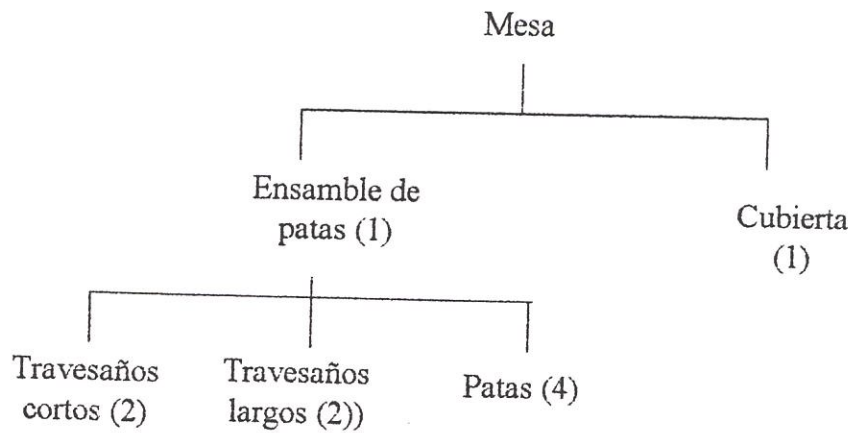 Mesa
Ensamble de
patas (1)
Cubierta
(1)
Travesaños
cortos (2)
Travesaños
largos (2))
Patas (4)